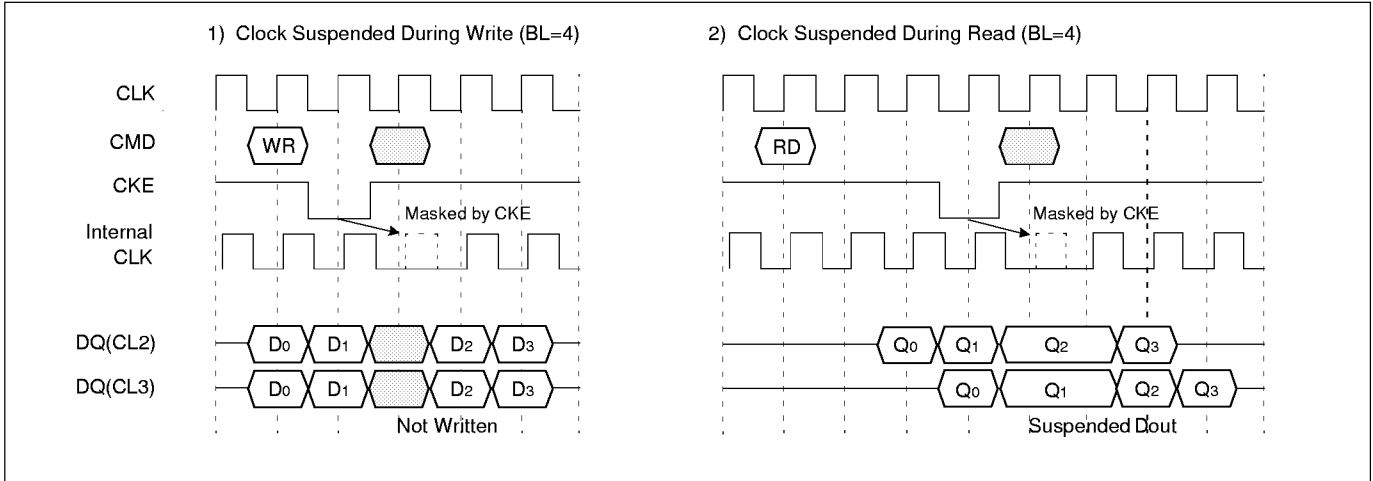 1) Clock Suspended During Write (BL=4)
2) Clock Suspended During Read (BL=4)
CLK
CMD
WR
RD
CKE
Masked by CKE
Masked by CKE
Internal
CLK
DQ(CL2)
D0 D1 D2 D3
Q0 Q1 Q2 Q3
DQ(CL3)
D0 D1 D2 D3
Q0 Q1 Q2 Q3
Not Written
Suspended Dout